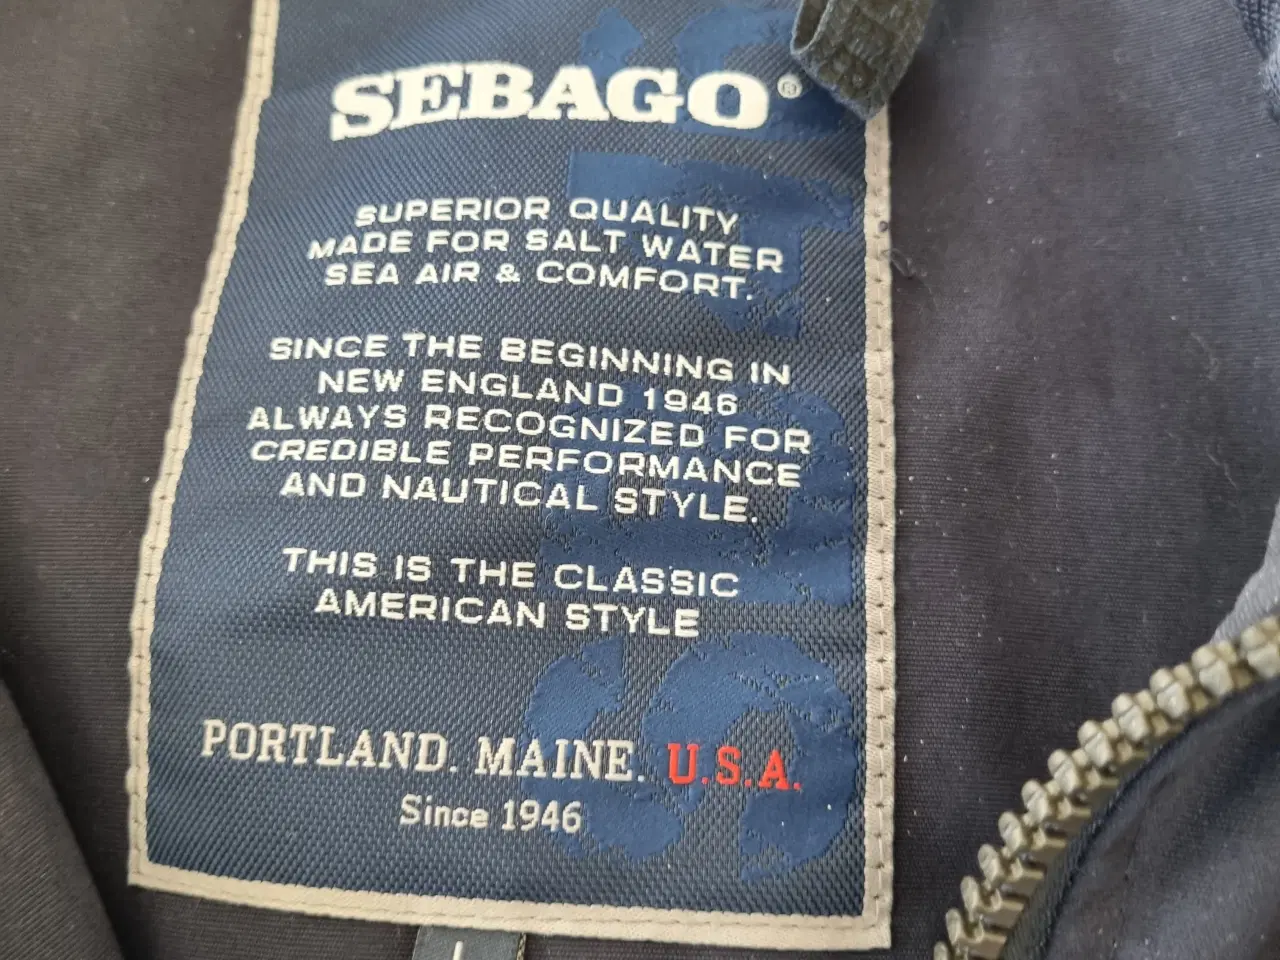 SEBAGO®
SUPERIOR QUALITY
MADE FOR SALT WATER
SEA AIR & COMFORT.
SINCE THE BEGINNING IN
NEW ENGLAND 1946
ALWAYS RECOGNIZED FOR
CREDIBLE PERFORMANCE
AND NAUTICAL STYLE.
THIS IS THE CLASSIC
AMERICAN STYLE
PORTLAND. MAINE. U.S.A.
Since 1946